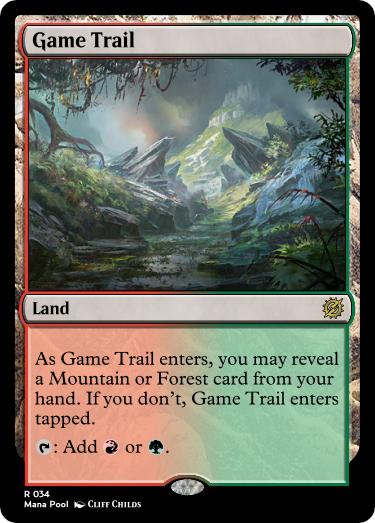 Game Trail
Land
As Game Trail enters, you may reveal
a Mountain or Forest card from your
hand. If you don't, Game Trail enters
tapped.
: Add or .
R 034
Mana Pool Cliff Childs